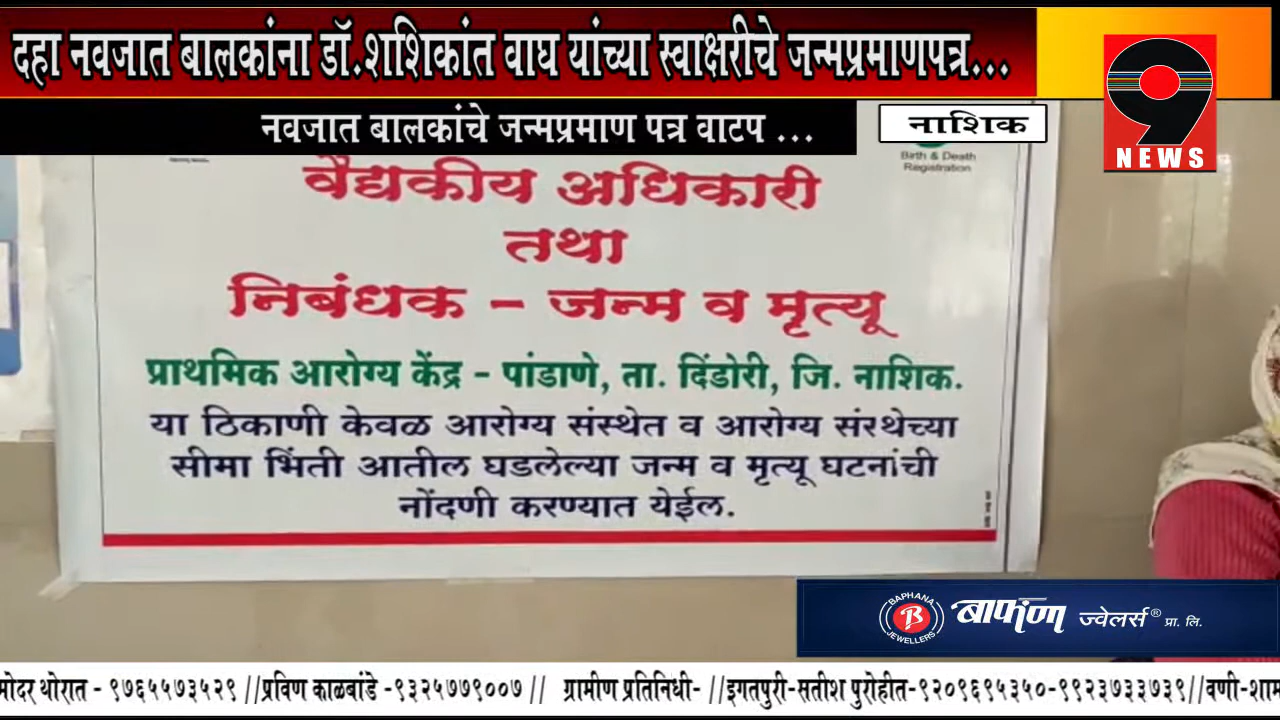 दहा नवजात बालकांना डॉ.शशिकांत वाघ यांच्या स्वाक्षरीचे जन्मप्रमाणपत्र...
नवजात बालकांचे जन्मप्रमाण पत्र वाटप ...
नाशिक
9
NEWS
Birth & Death
Registration
वैद्यकीय अधिकारी
तथा
निबंधक - जन्म व मृत्यू
प्राथमिक आरोग्य केंद्र - पांडाणे, ता. दिंडोरी, जि. नाशिक.
या ठिकाणी केवळ आरोग्य संस्थेत व आरोग्य संरथेच्या
सीमा भिंती आतील घडलेल्या जन्म व मृत्यू घटनांची
नोंदणी करण्यात येईल.
BAPHANA
B
JEWELLERS
बाफणा ज्वेलर्स® प्रा. लि.
मोदर थोरात - ९७६५५७३५२९ //प्रविण काळबांडे -९३२५७७९००७ // ग्रामीण प्रतिनिधी- //इगतपुरी-सतीश पुरोहीत-९२०९६९५३५०-९९२३७३३७३९//वणी-शाम